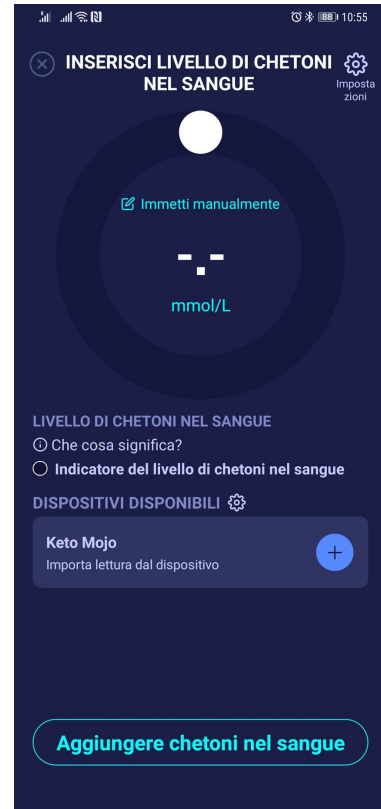 88 10:55
INSERISCI LIVELLO DI CHETONI
NEL SANGUE
Imposta
zioni
Immetti manualmente
-.-
mmol/L
LIVELLO DI CHETONI NEL SANGUE
Che cosa significa?
Indicatore del livello di chetoni nel sangue
DISPOSITIVI DISPONIBILI
Keto Mojo
Importa lettura dal dispositivo
Aggiungere chetoni nel sangue